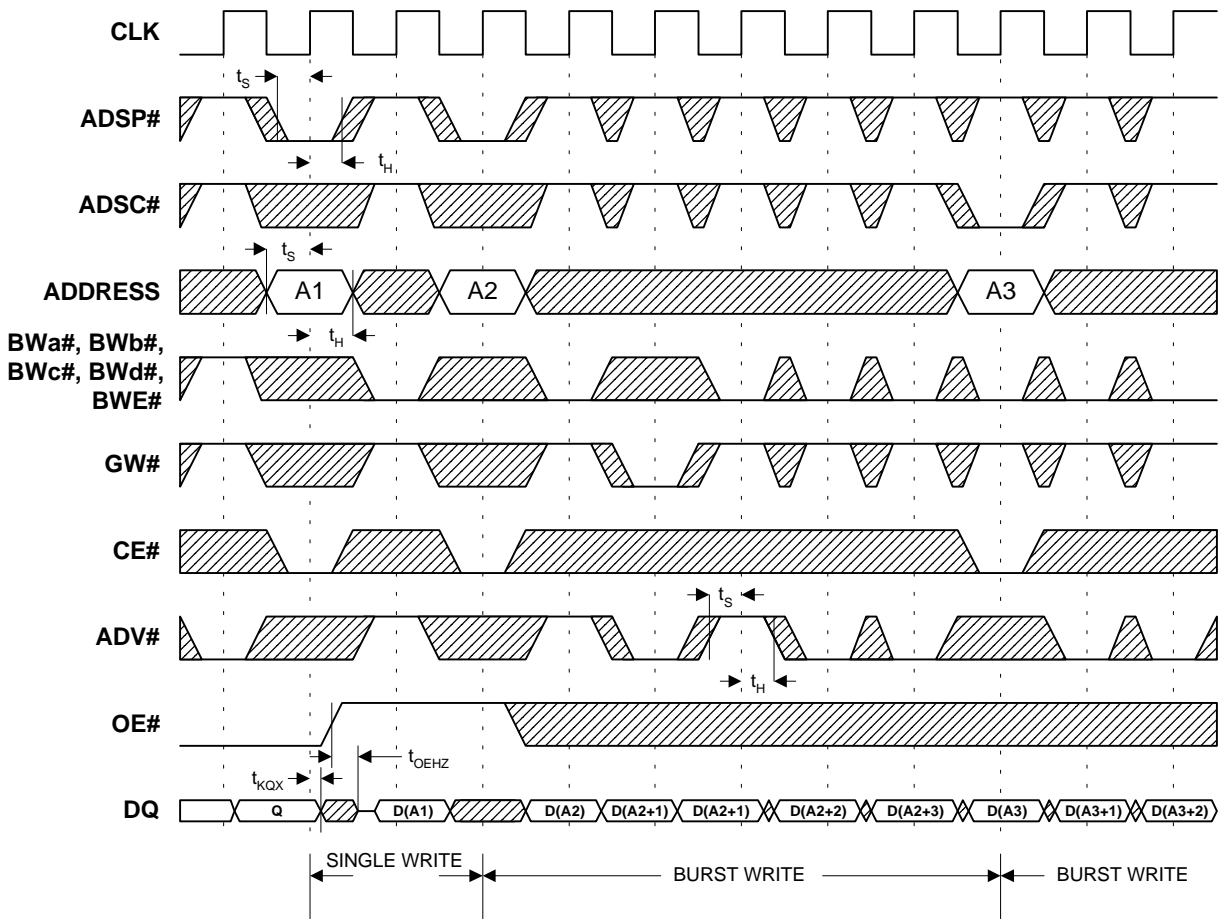 CLK
tS
ADSP#
tH
ADSC#
tS
ADDRESS A1 A2 A3
tH
BWa#, BWb#,
BWc#, BWd#,
BWE#
GW#
CE#
tS
ADV#
tH
OE#
tOEHZ
tKQX
DQ Q D(A1) D(A2) D(A2+1) D(A2+1) D(A2+2) D(A2+3) D(A3) D(A3+1) D(A3+2)
SINGLE WRITE BURST WRITE BURST WRITE